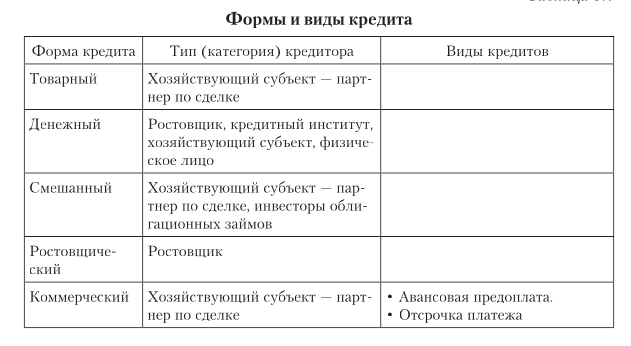 Формы и виды кредита
Форма кредита Тип (категория) кредитора Виды кредитов
Товарный Хозяйствующий субъект — парт-
нер по сделке
Денежный Ростовщик, кредитный институт,
хозяйствующий субъект, физиче-
ское лицо
Смешанный Хозяйствующий субъект — пар-
тнер по сделке, инвесторы обли-
гационных займов
Ростовщиче-
ский
Ростовщик
Коммерческий Хозяйствующий субъект — парт-
нер по сделке
• Авансовая предоплата.
• Отсрочка платежа